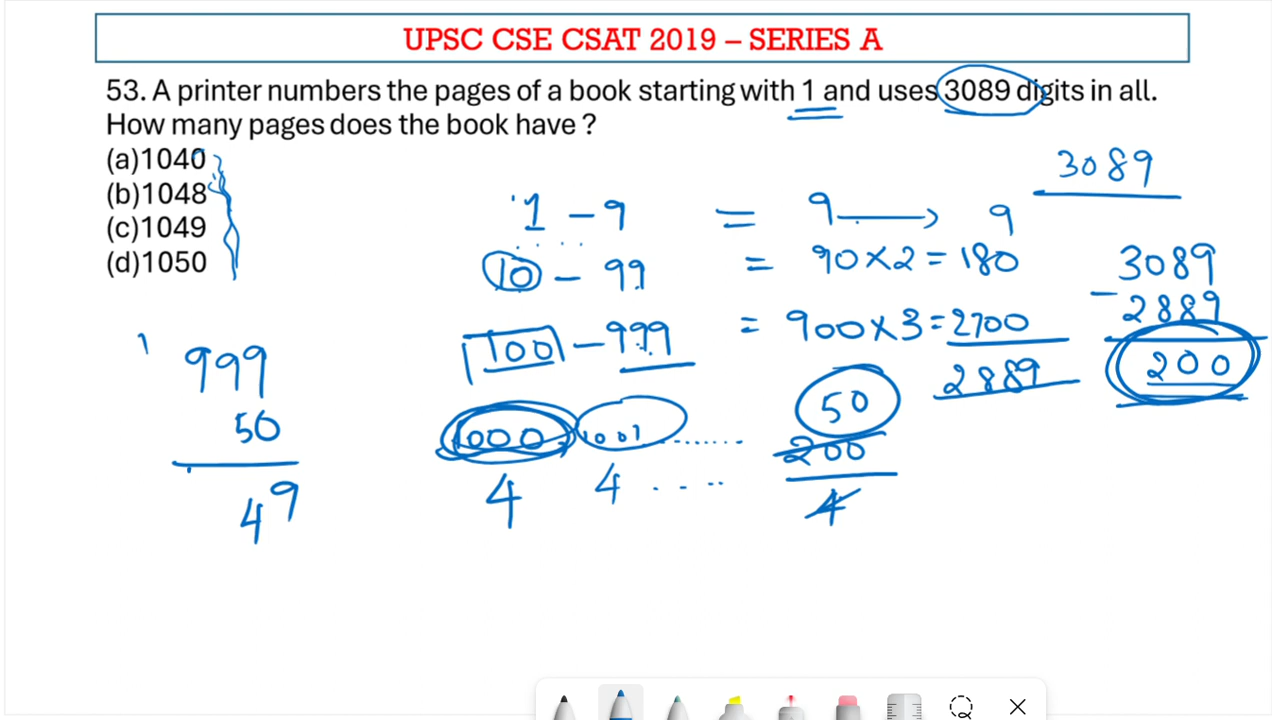 UPSC CSE CSAT 2019 – SERIES A
53. A printer numbers the pages of a book starting with 1 and uses 3089 digits in all.
How many pages does the book have ?
(a)1040
(b)1048
(c)1049
(d)1050
3089
1 – 9 = 9 → 9
10 – 99 = 90×2 = 180
100 – 999 = 900×3 = 2700
2889
3089
– 2889
200
1000, 1001 ........
4 4 ....
50
200
4
1
999
50
49